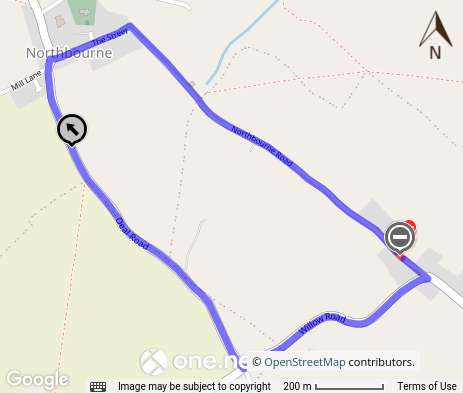 N
The Street
Northbourne
Mill Lane
Northbourne Road
Deal Road
Willow Road
one.ne
© OpenStreetMap contributors.
Google
Image may be subject to copyright
200 m
Terms of Use